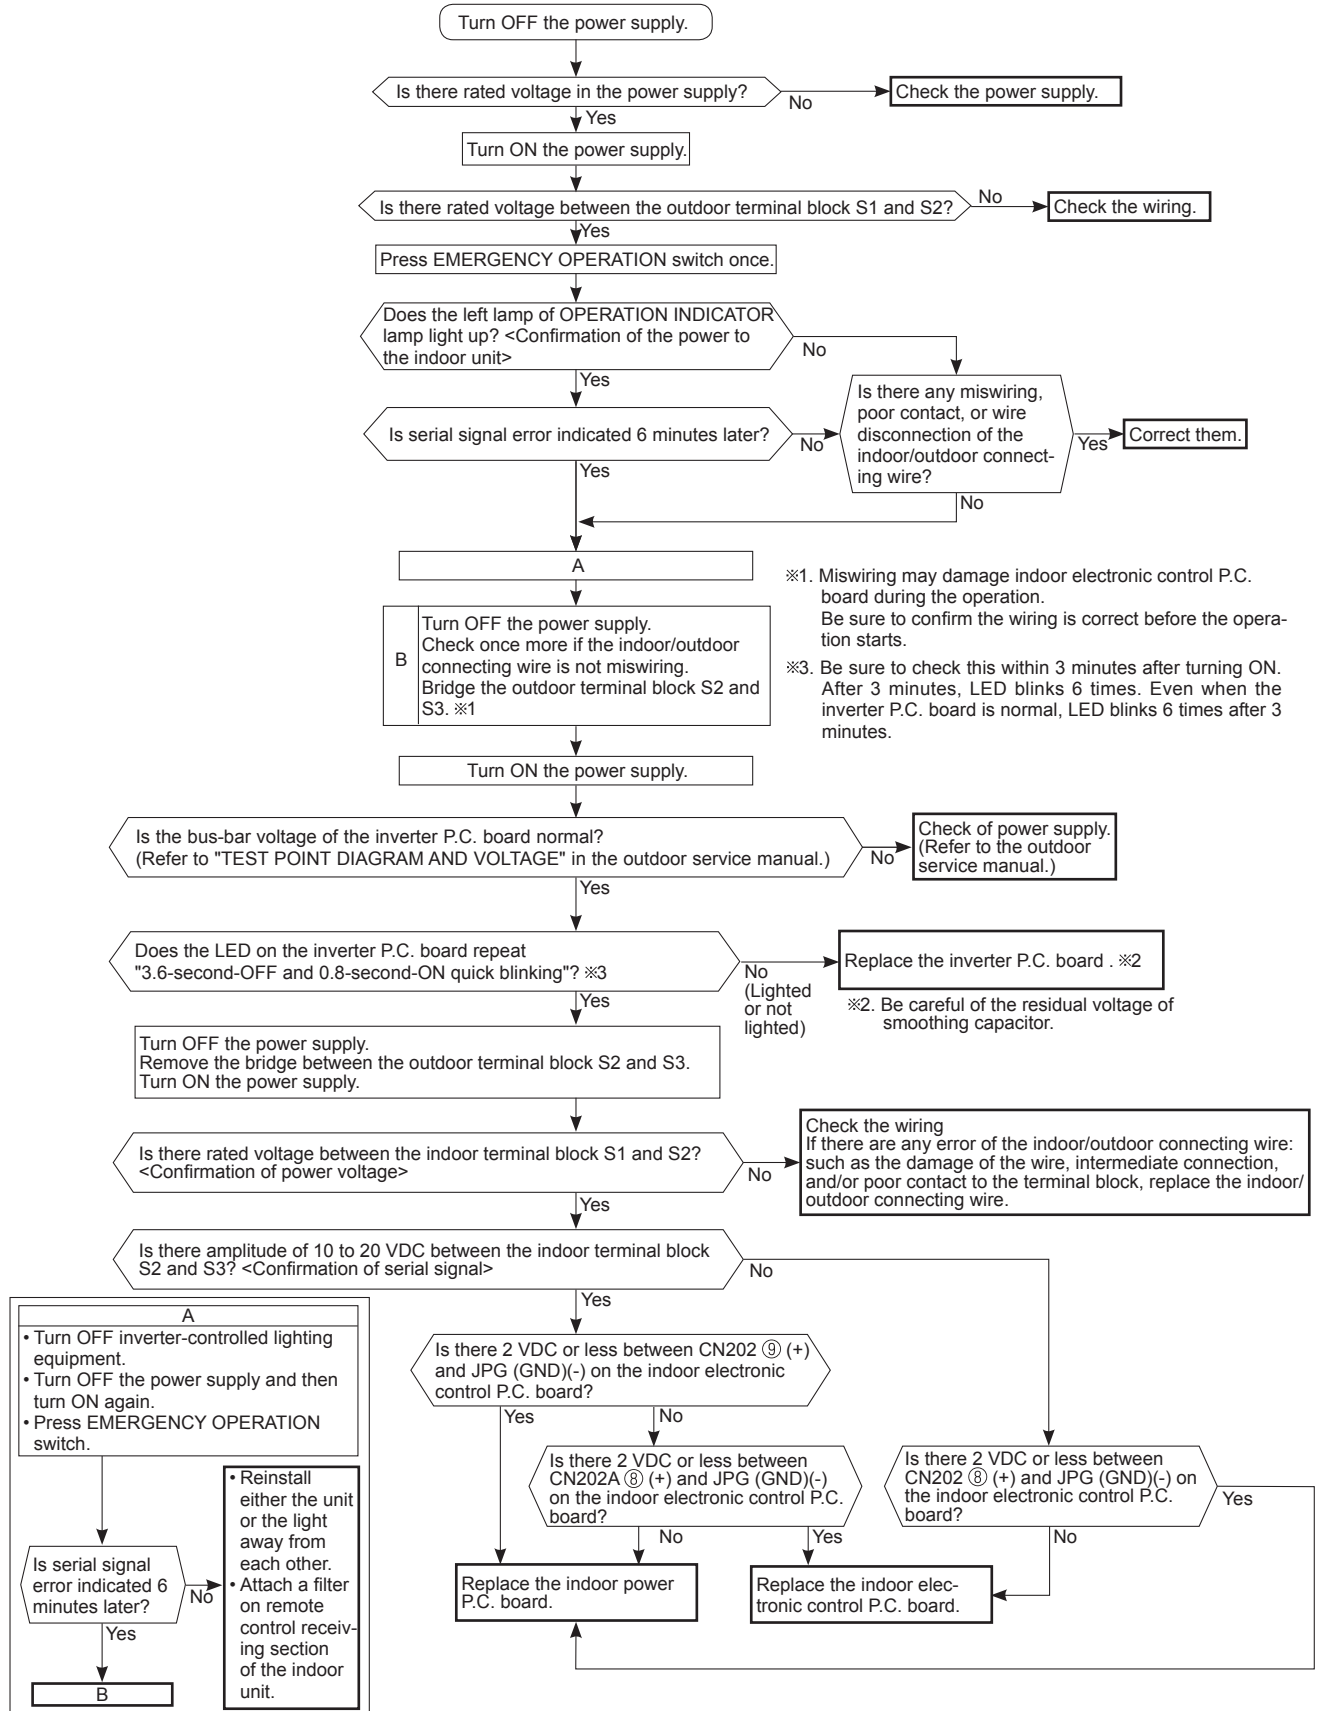 Turn OFF the power supply.
Is there rated voltage in the power supply?
No
Check the power supply.
Yes
Turn ON the power supply.
Is there rated voltage between the outdoor terminal block S1 and S2?
No
Check the wiring.
Yes
Press EMERGENCY OPERATION switch once.
Does the left lamp of OPERATION INDICATOR
lamp light up? <Confirmation of the power to
the indoor unit>
No
Yes
Is there any miswiring,
poor contact, or wire
disconnection of the
indoor/outdoor connect-
ing wire?
Yes
Correct them.
No
Is serial signal error indicated 6 minutes later?
No
Yes
A
B
Turn OFF the power supply.
Check once more if the indoor/outdoor
connecting wire is not miswiring.
Bridge the outdoor terminal block S2 and
S3. ※1
※1. Miswiring may damage indoor electronic control P.C.
board during the operation.
Be sure to confirm the wiring is correct before the opera-
tion starts.
※3. Be sure to check this within 3 minutes after turning ON.
After 3 minutes, LED blinks 6 times. Even when the
inverter P.C. board is normal, LED blinks 6 times after 3
minutes.
Turn ON the power supply.
Is the bus-bar voltage of the inverter P.C. board normal?
(Refer to "TEST POINT DIAGRAM AND VOLTAGE" in the outdoor service manual.)
No
Check of power supply.
(Refer to the outdoor
service manual.)
Yes
Does the LED on the inverter P.C. board repeat
"3.6-second-OFF and 0.8-second-ON quick blinking"? ※3
No
(Lighted
or not
lighted)
Replace the inverter P.C. board . ※2
※2. Be careful of the residual voltage of
smoothing capacitor.
Yes
Turn OFF the power supply.
Remove the bridge between the outdoor terminal block S2 and S3.
Turn ON the power supply.
Is there rated voltage between the indoor terminal block S1 and S2?
<Confirmation of power voltage>
No
Check the wiring
If there are any error of the indoor/outdoor connecting wire:
such as the damage of the wire, intermediate connection,
and/or poor contact to the terminal block, replace the indoor/
outdoor connecting wire.
Yes
Is there amplitude of 10 to 20 VDC between the indoor terminal block
S2 and S3? <Confirmation of serial signal>
No
Yes
Is there 2 VDC or less between CN202 ⑨ (+)
and JPG (GND)(-) on the indoor electronic
control P.C. board?
Yes
No
Is there 2 VDC or less between
CN202A ⑧ (+) and JPG (GND)(-)
on the indoor electronic control P.C.
board?
No
Yes
Is there 2 VDC or less between
CN202 ⑧ (+) and JPG (GND)(-) on
the indoor electronic control P.C.
board?
Yes
No
Replace the indoor power
P.C. board.
Replace the indoor elec-
tronic control P.C. board.
A
• Turn OFF inverter-controlled lighting
equipment.
• Turn OFF the power supply and then
turn ON again.
• Press EMERGENCY OPERATION
switch.
Is serial signal
error indicated 6
minutes later?
No
Yes
B
• Reinstall
either the unit
or the light
away from
each other.
• Attach a filter
on remote
control receiv-
ing section
of the indoor
unit.